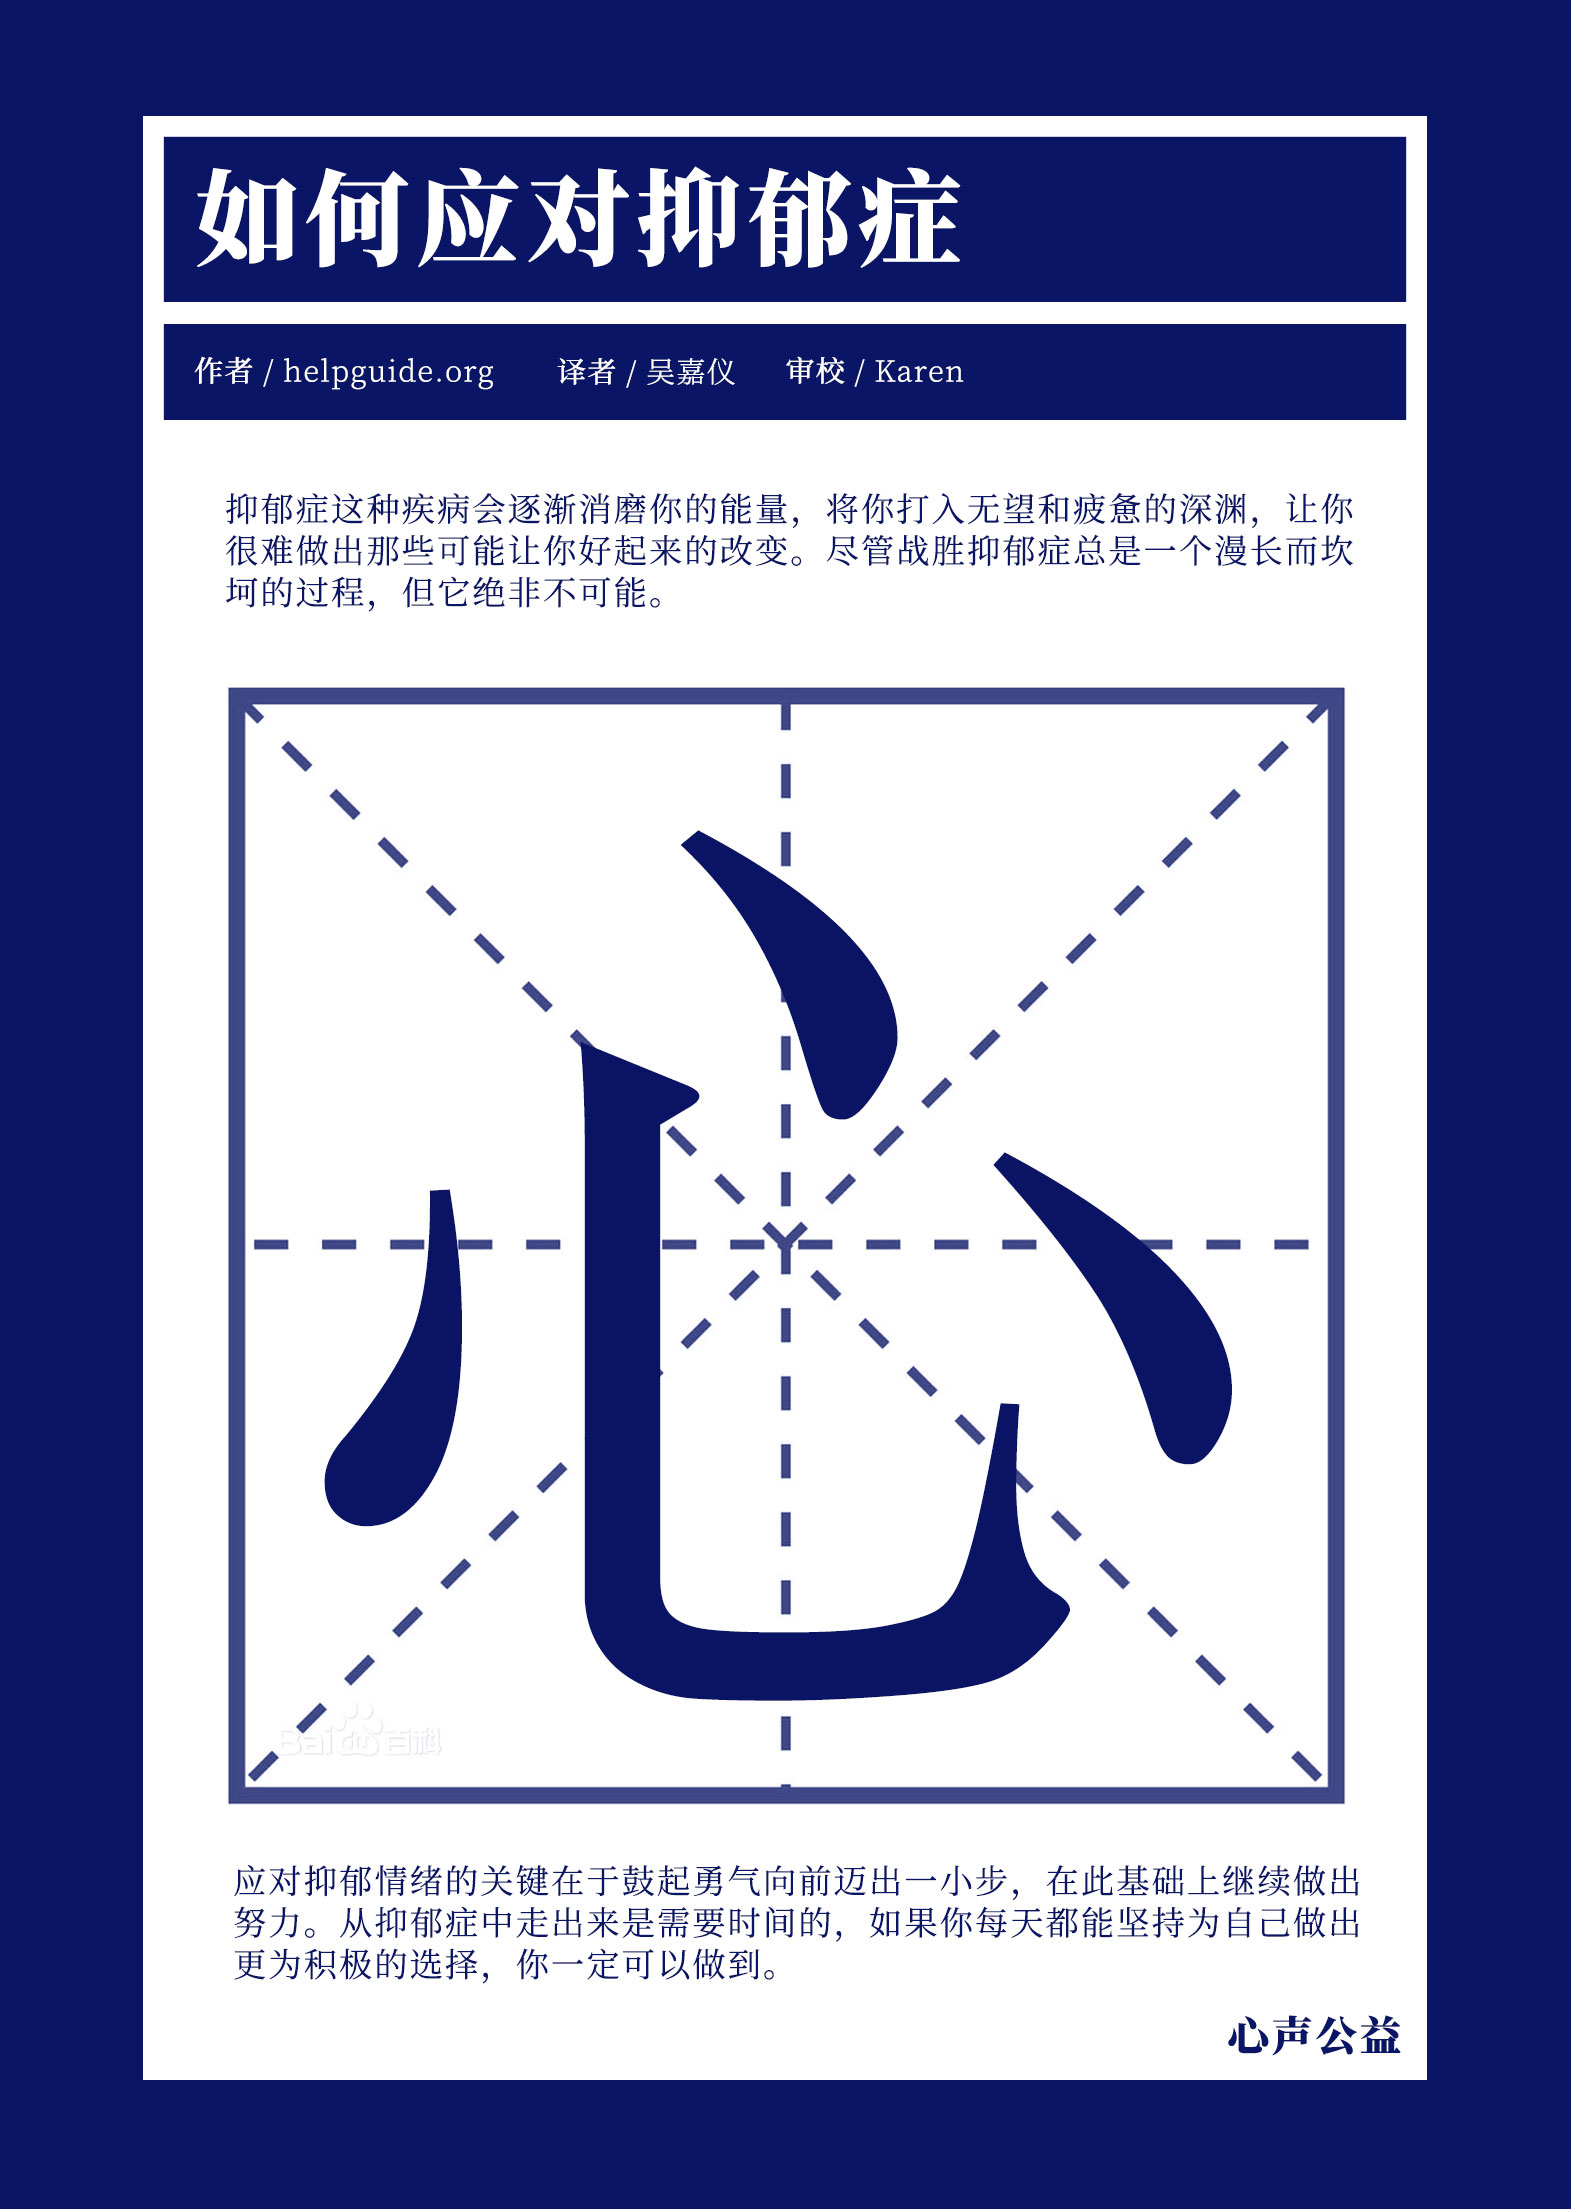 如何应对抑郁症
作者 / helpguide.org 译者 / 吴嘉仪 审校 / Karen
抑郁症这种疾病会逐渐消磨你的能量，将你打入无望和疲惫的深渊，让你
很难做出那些可能让你好起来的改变。尽管战胜抑郁症总是一个漫长而坎
坷的过程，但它绝非不可能。
心
Baidu百科
应对抑郁情绪的关键在于鼓起勇气向前迈出一小步，在此基础上继续做出
努力。从抑郁症中走出来是需要时间的，如果你每天都能坚持为自己做出
更为积极的选择，你一定可以做到。
心声公益